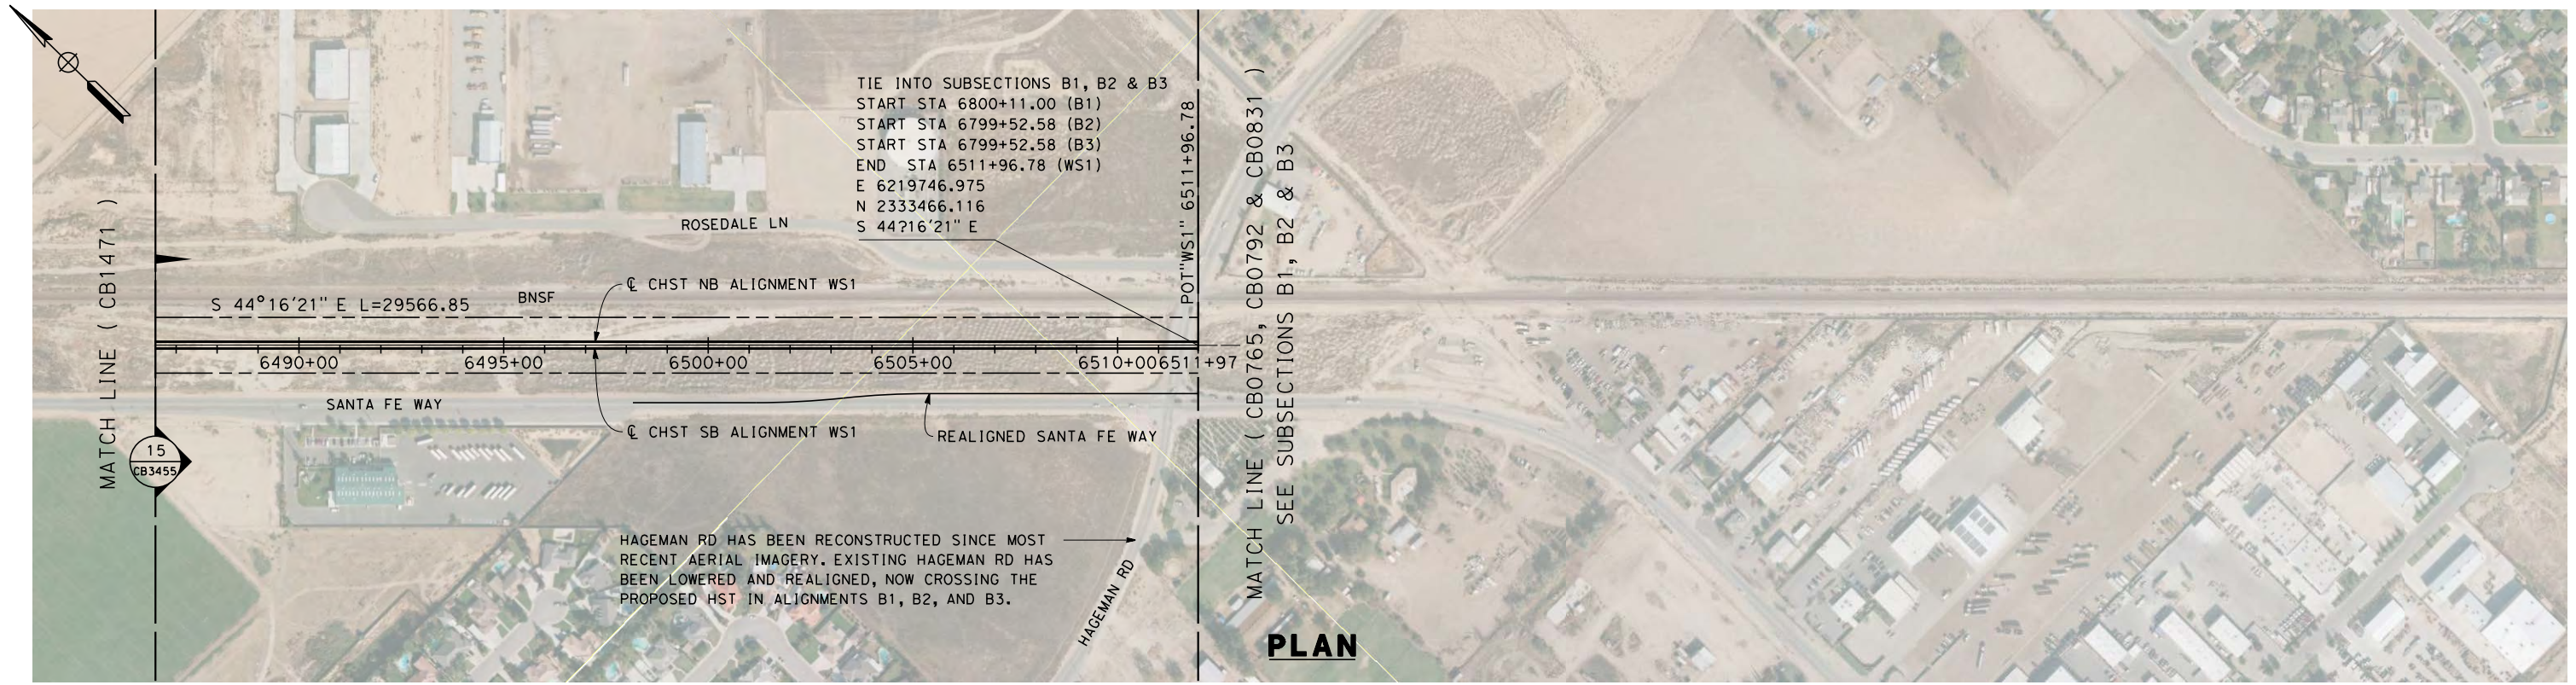 MATCH LINE ( CB1471 )
TIE INTO SUBSECTIONS B1, B2 & B3
START STA 6800+11.00 (B1)
START STA 6799+52.58 (B2)
START STA 6799+52.58 (B3)
END STA 6511+96.78 (WS1)
E 6219746.975
N 2333466.116
S 44?16'21" E
POT"WS1" 6511+96.78
MATCH LINE ( CB0765, CB0792 & CB0831 )
SEE SUBSECTIONS B1, B2 & B3
ROSEDALE LN
℄ CHST NB ALIGNMENT WS1
S 44°16'21" E L=29566.85
BNSF
6490+00
6495+00
6500+00
6505+00
6510+00
6511+97
SANTA FE WAY
℄ CHST SB ALIGNMENT WS1
REALIGNED SANTA FE WAY
15
CB3455
HAGEMAN RD HAS BEEN RECONSTRUCTED SINCE MOST
RECENT AERIAL IMAGERY. EXISTING HAGEMAN RD HAS
BEEN LOWERED AND REALIGNED, NOW CROSSING THE
PROPOSED HST IN ALIGNMENTS B1, B2, AND B3.
HAGEMAN RD
PLAN